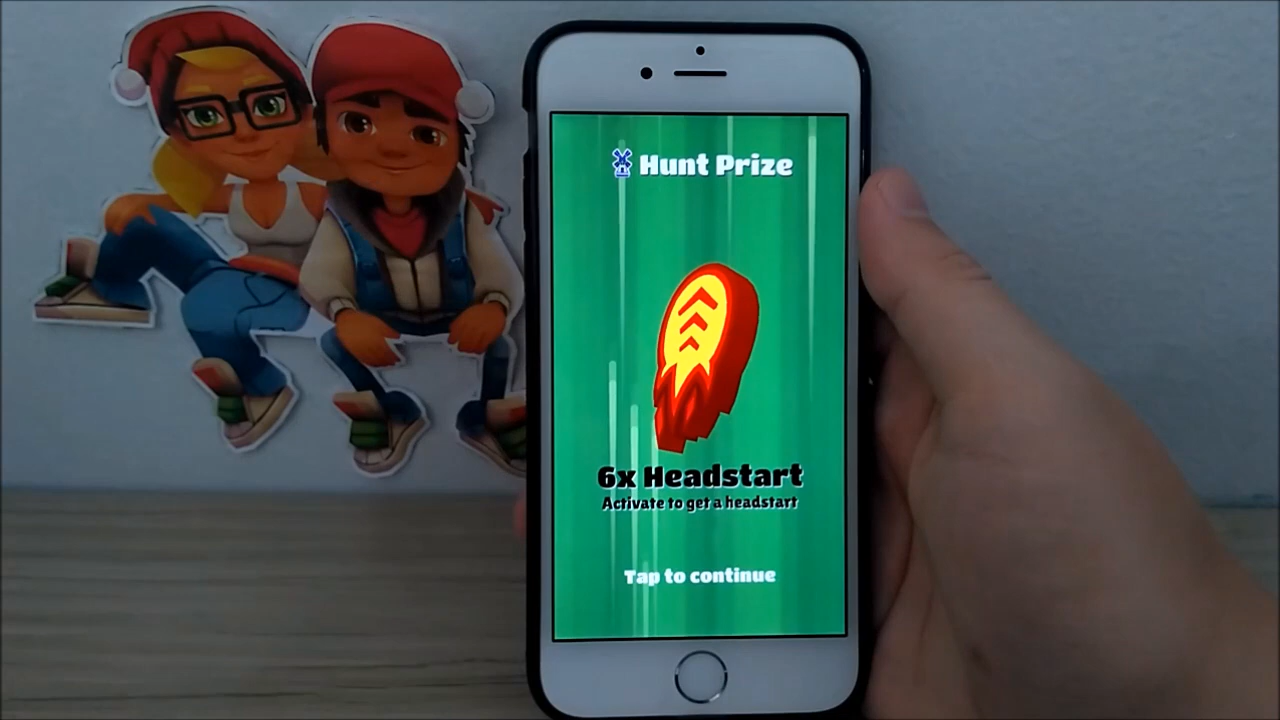 Hunt Prize
6x Headstart
Activate to get a headstart
Tap to continue